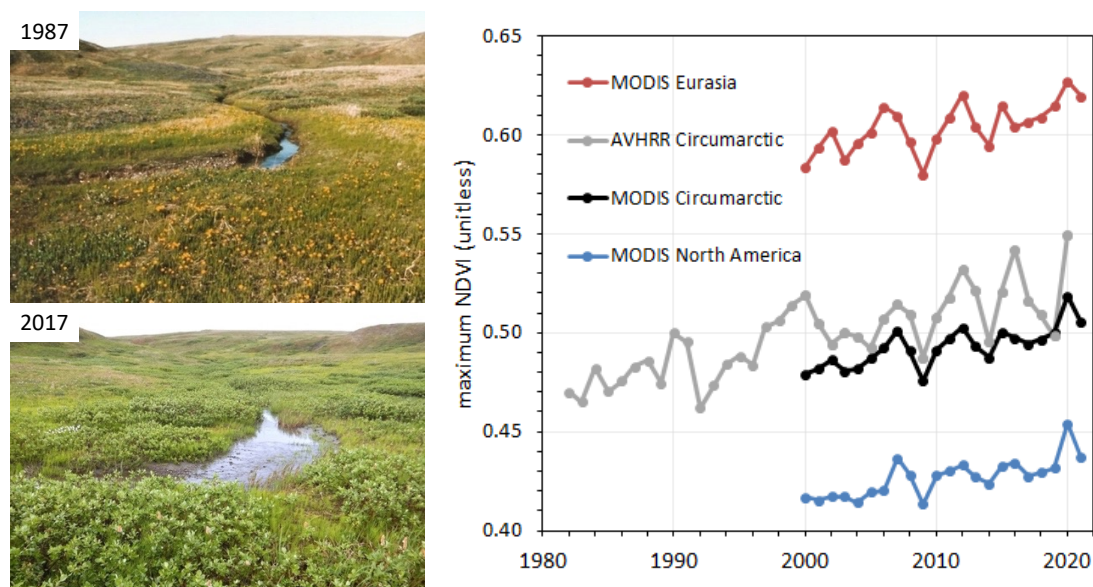 1987
2017
maximum NDVI (unitless)
0.65
0.60
0.55
0.50
0.45
0.40
MODIS Eurasia
AVHRR Circumarctic
MODIS Circumarctic
MODIS North America
1980
1990
2000
2010
2020